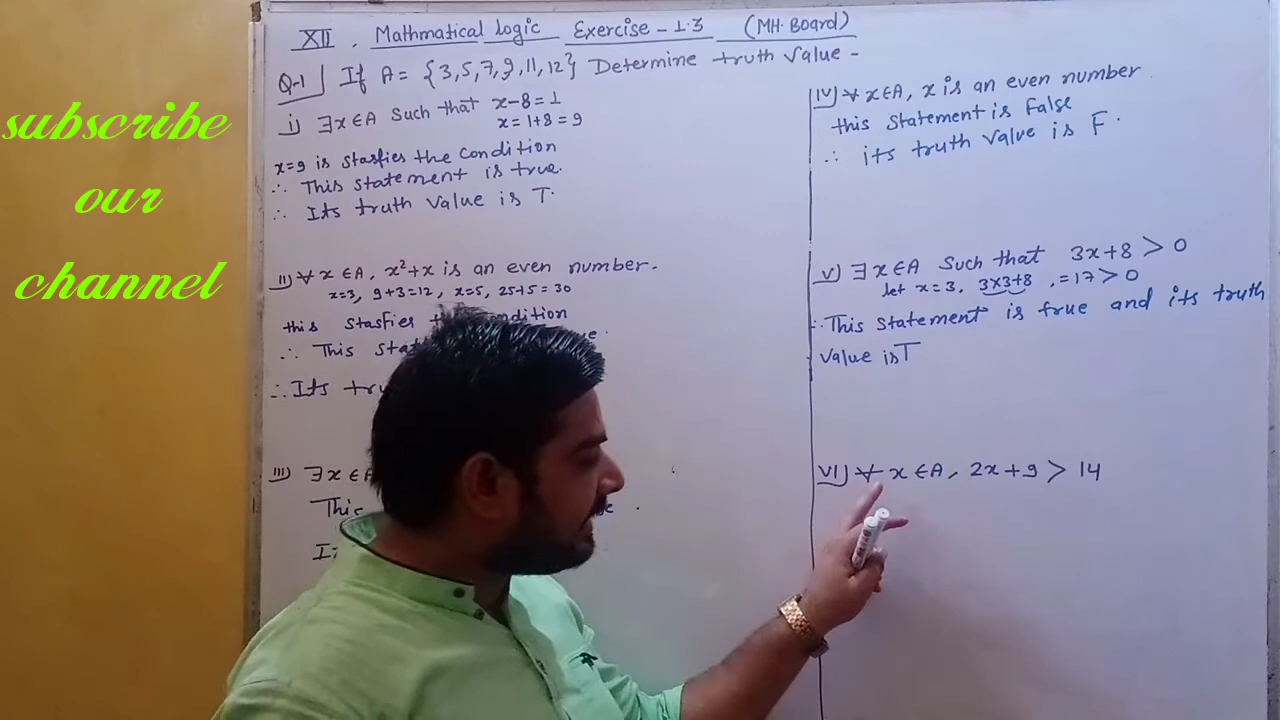 subscribe
our
channel
XII . Mathmatical logic Exercise - 1.3 (MH. Board)
Q-1 If A = {3,5,7,9,11,12} Determine truth value -
i) ∃x∈A Such that x-8=1
x = 1+8 = 9
x=9 is stasfies the condition
∴ This statement is true.
∴ Its truth value is T.
II) ∀ x ∈A, x²+x is an even number.
x=3, 9+3=12, x=5, 25+5=30
this stasfies condition
∴ This
∴ Its
III) ∃x ∈A
This
IV) ∀ x∈A, x is an even number
this statement is false
∴ its truth value is F.
V) ∃x∈A Such that 3x+8 > 0
let x=3, 3×3+8, =17>0
∴ This statement is true and its truth
value is T
VI) ∀ x∈A, 2x+9 > 14